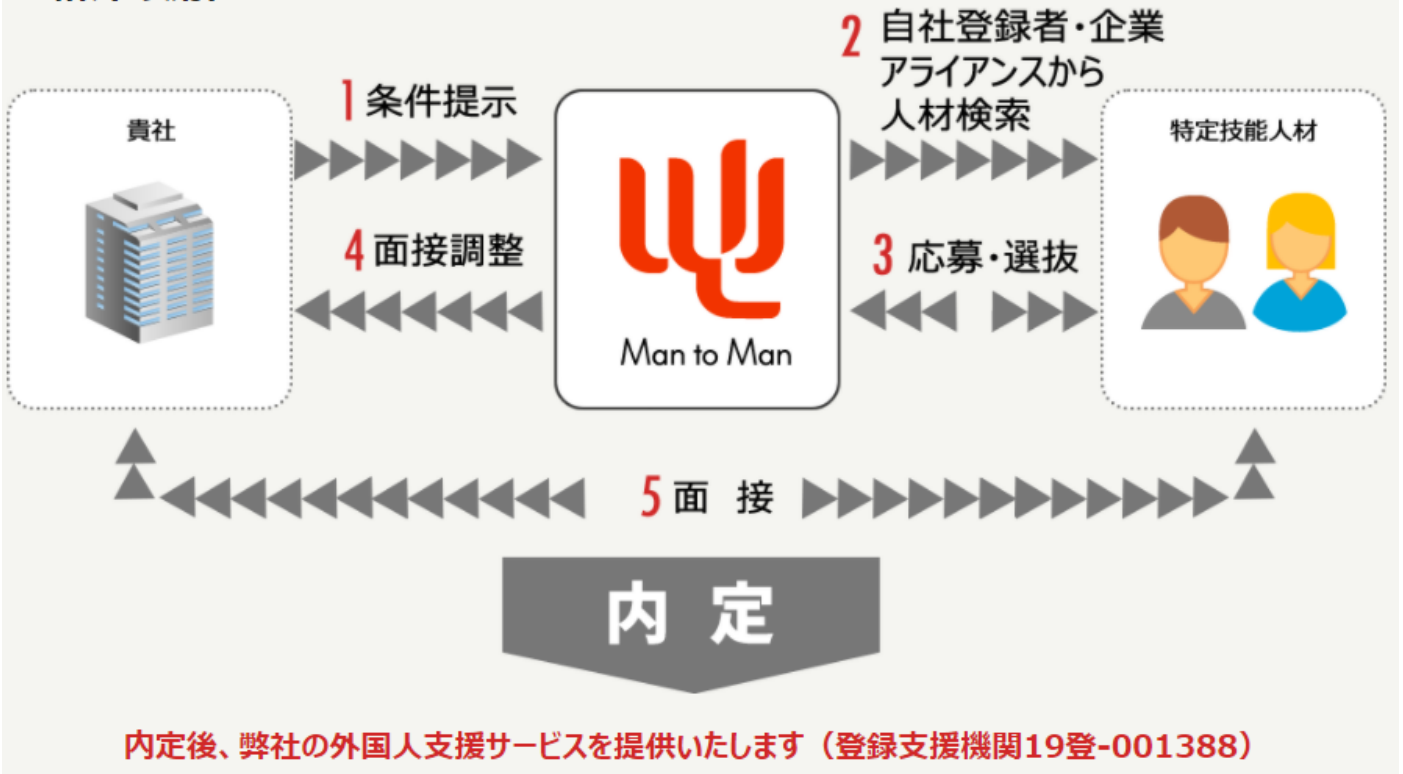 貴社
1 条件提示
4 面接調整
Man to Man
2 自社登録者・企業
アライアンスから
人材検索
3 応募・選抜
特定技能人材
5 面 接
内 定
内定後、弊社の外国人支援サービスを提供いたします（登録支援機関19登-001388）